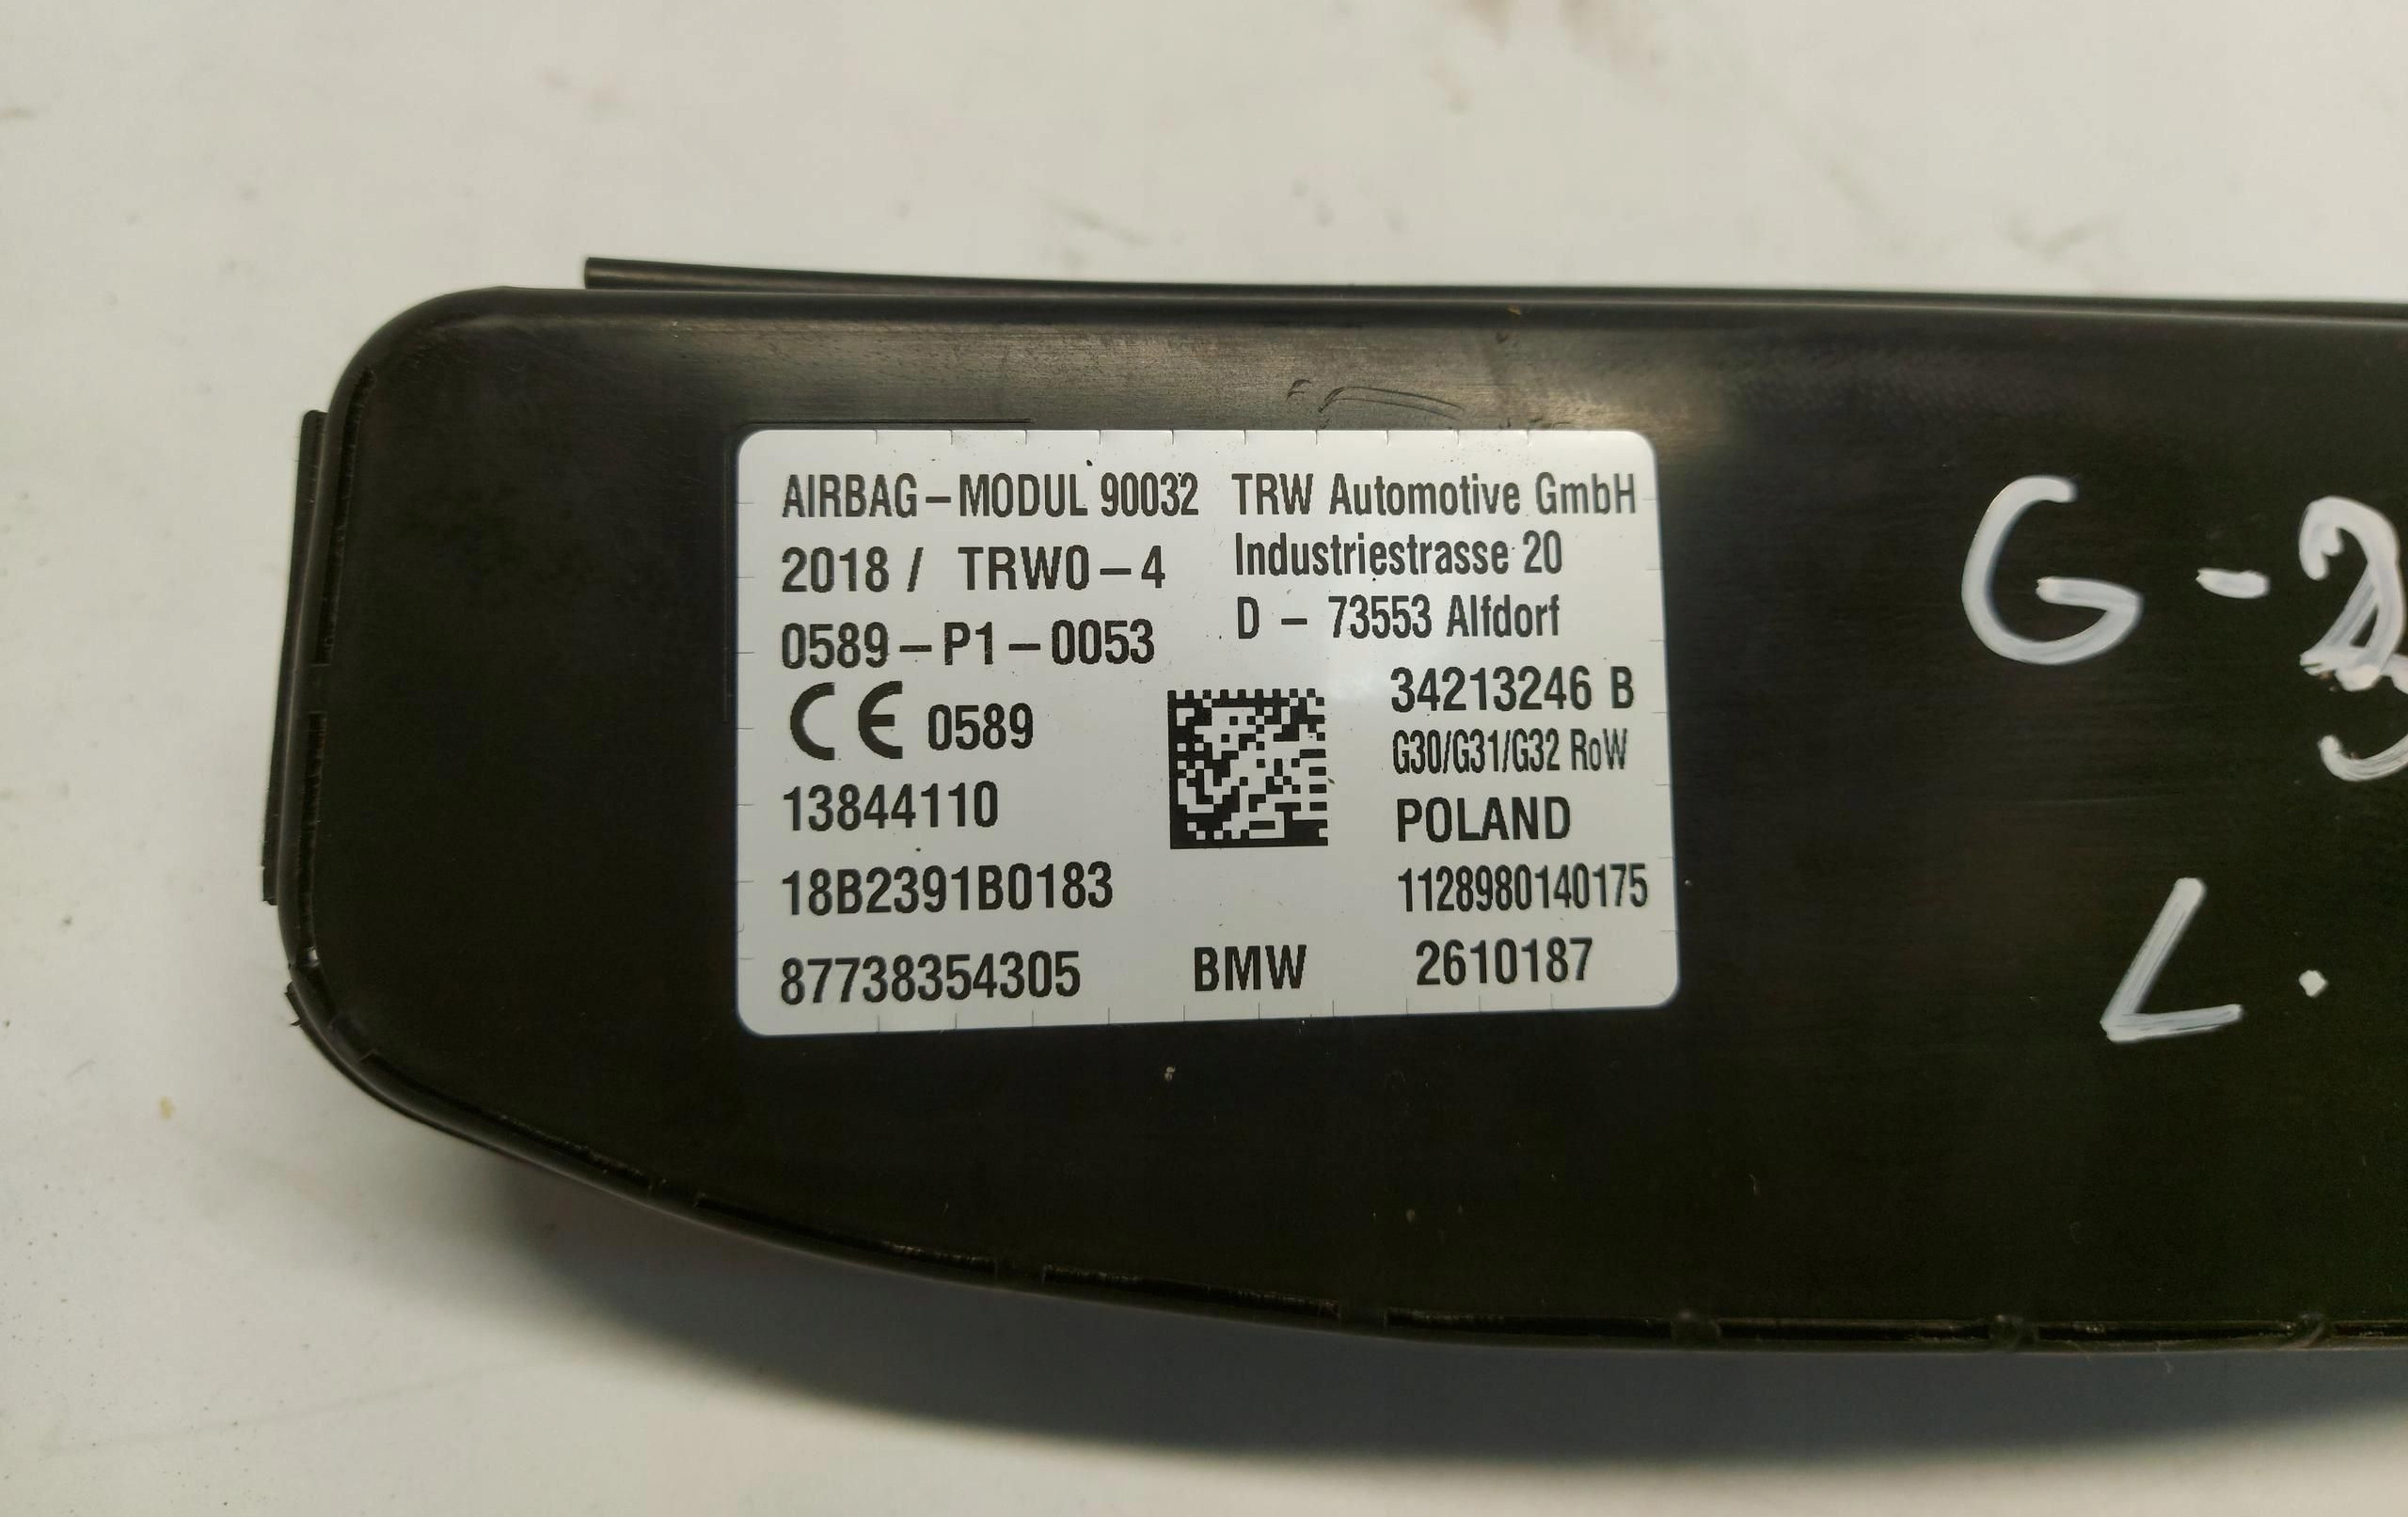 AIRBAG-MODUL 90032
2018 / TRW0-4
0589-P1-0053
CE 0589
13844110
18B2391B0183
87738354305
TRW Automotive GmbH
Industriestrasse 20
D - 73553 Alfdorf
34213246 B
G30/G31/G32 RoW
POLAND
1128980140175
BMW 2610187
G-3
L.